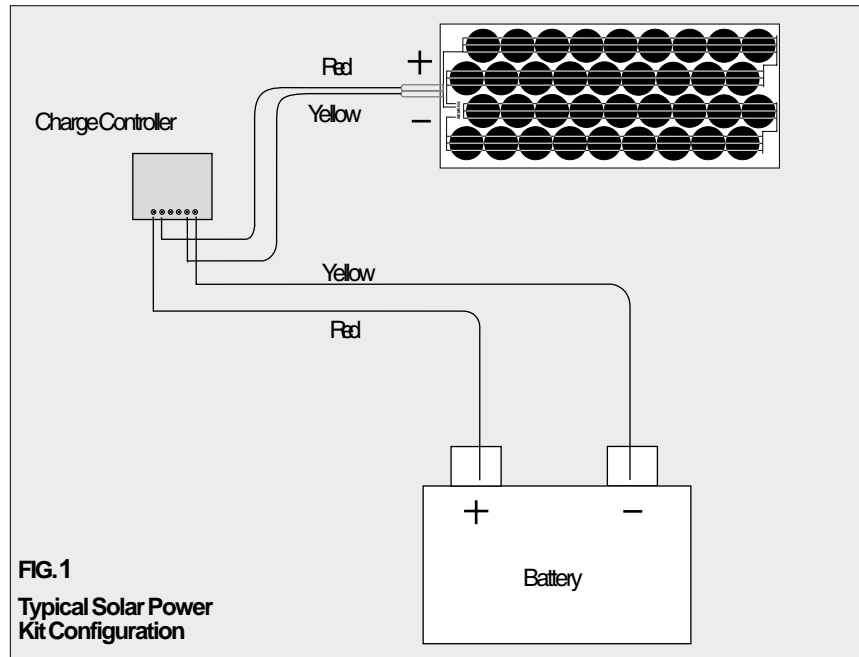 Red
+
Yellow
−
Charge Controller
Yellow
Red
+
−
Battery
FIG. 1
Typical Solar Power
Kit Configuration